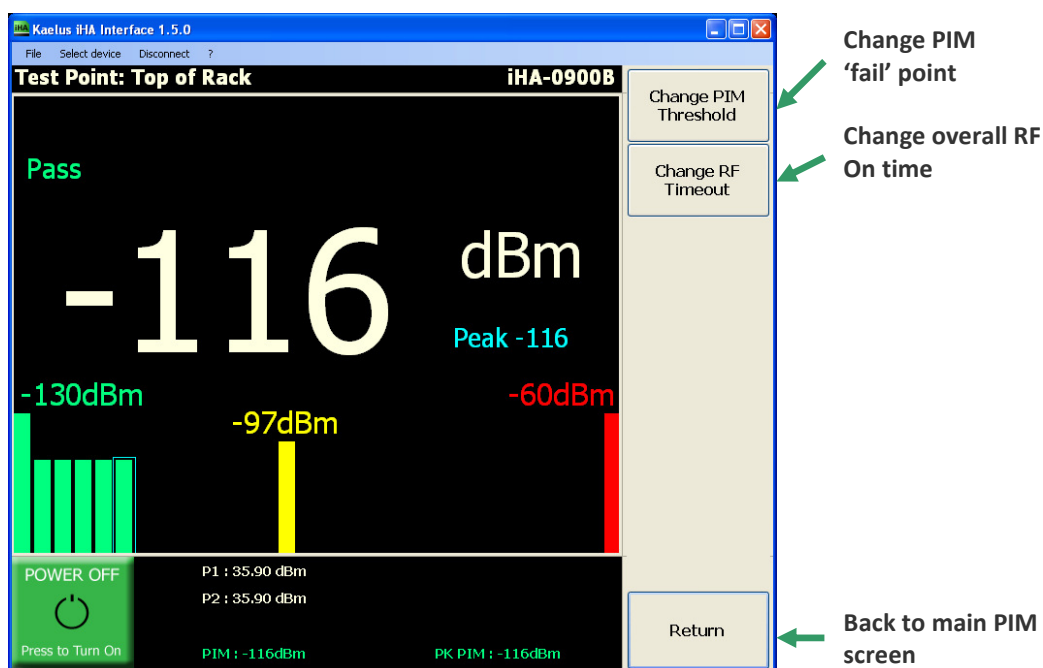 iHA Kaelus iHA Interface 1.5.0
File Select device Disconnect ?
Test Point: Top of Rack iHA-0900B
Pass
-116 dBm
Peak -116
-130dBm
-97dBm
-60dBm
POWER OFF
Press to Turn On
P1 : 35.90 dBm
P2 : 35.90 dBm
PIM : -116dBm PK PIM : -116dBm
Change PIM
Threshold
Change RF
Timeout
Return
Change PIM
‘fail’ point
Change overall RF
On time
Back to main PIM
screen